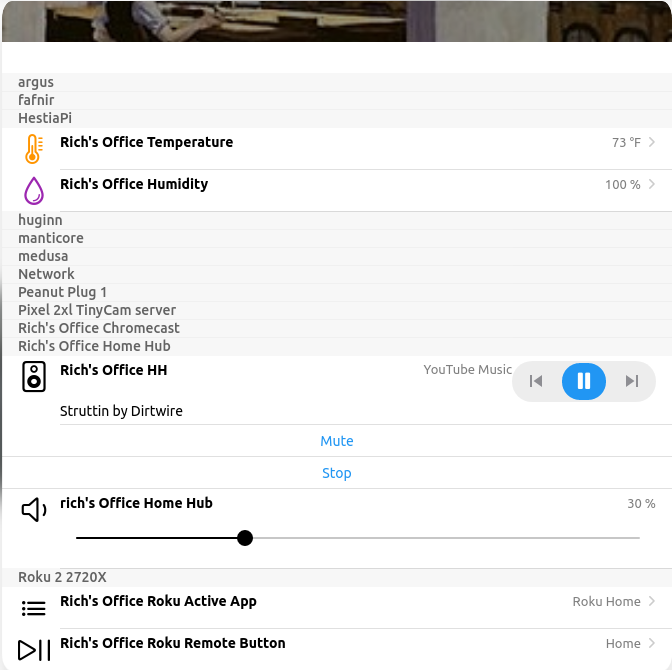 argus
fafnir
HestiaPi
Rich's Office Temperature 73 °F
Rich's Office Humidity 100 %
huginn
manticore
medusa
Network
Peanut Plug 1
Pixel 2xl TinyCam server
Rich's Office Chromecast
Rich's Office Home Hub
Rich's Office HH YouTube Music
Struttin by Dirtwire
Mute
Stop
rich's Office Home Hub 30 %
Roku 2 2720X
Rich's Office Roku Active App Roku Home
Rich's Office Roku Remote Button Home